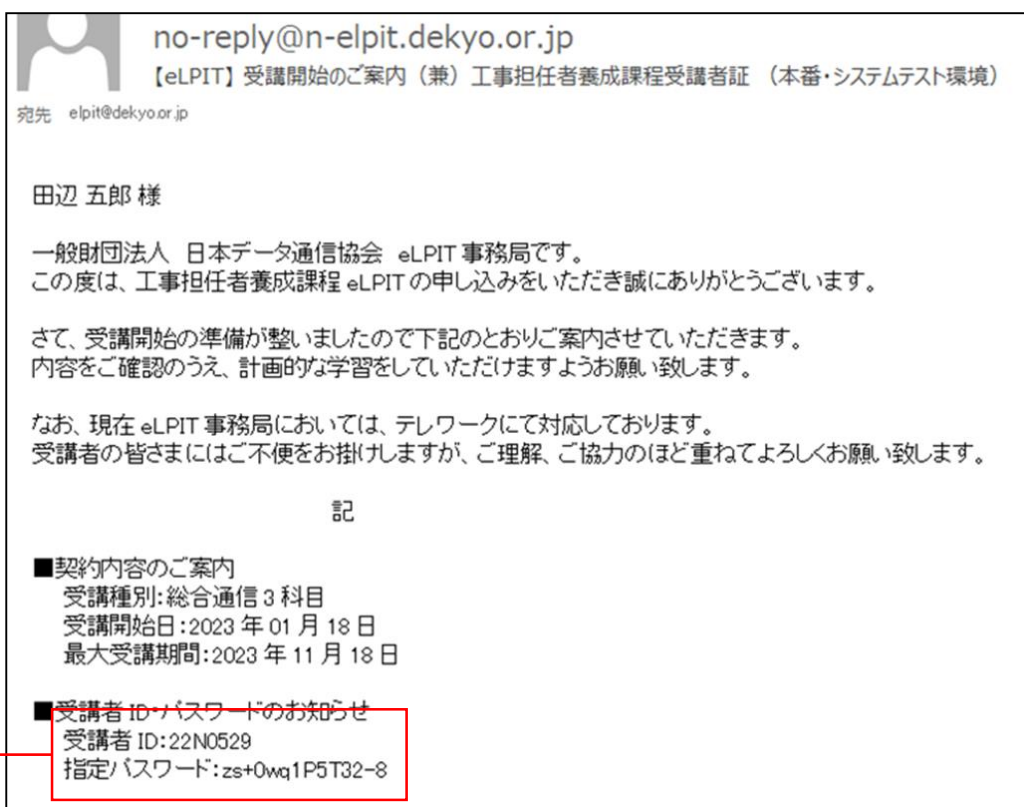 no-reply@n-elpit.dekyo.or.jp
【eLPIT】受講開始のご案内（兼）工事担任者養成課程受講者証 （本番・システムテスト環境）
宛先 elpit@dekyo.or.jp
田辺 五郎 様
一般財団法人 日本データ通信協会 eLPIT 事務局です。
この度は、工事担任者養成課程 eLPIT の申し込みをいただき誠にありがとうございます。
さて、受講開始の準備が整いましたので下記のとおりご案内させていただきます。
内容をご確認のうえ、計画的な学習をしていただけますようお願い致します。
なお、現在 eLPIT 事務局においては、テレワークにて対応しております。
受講者の皆さまにはご不便をお掛けしますが、ご理解、ご協力のほど重ねてよろしくお願い致します。
記
■契約内容のご案内
受講種別：総合通信 3 科目
受講開始日：2023 年 01 月 18 日
最大受講期間：2023 年 11 月 18 日
■受講者 ID・パスワードのお知らせ
受講者 ID：22N0529
指定パスワード：zs+0wq1P5T32-8